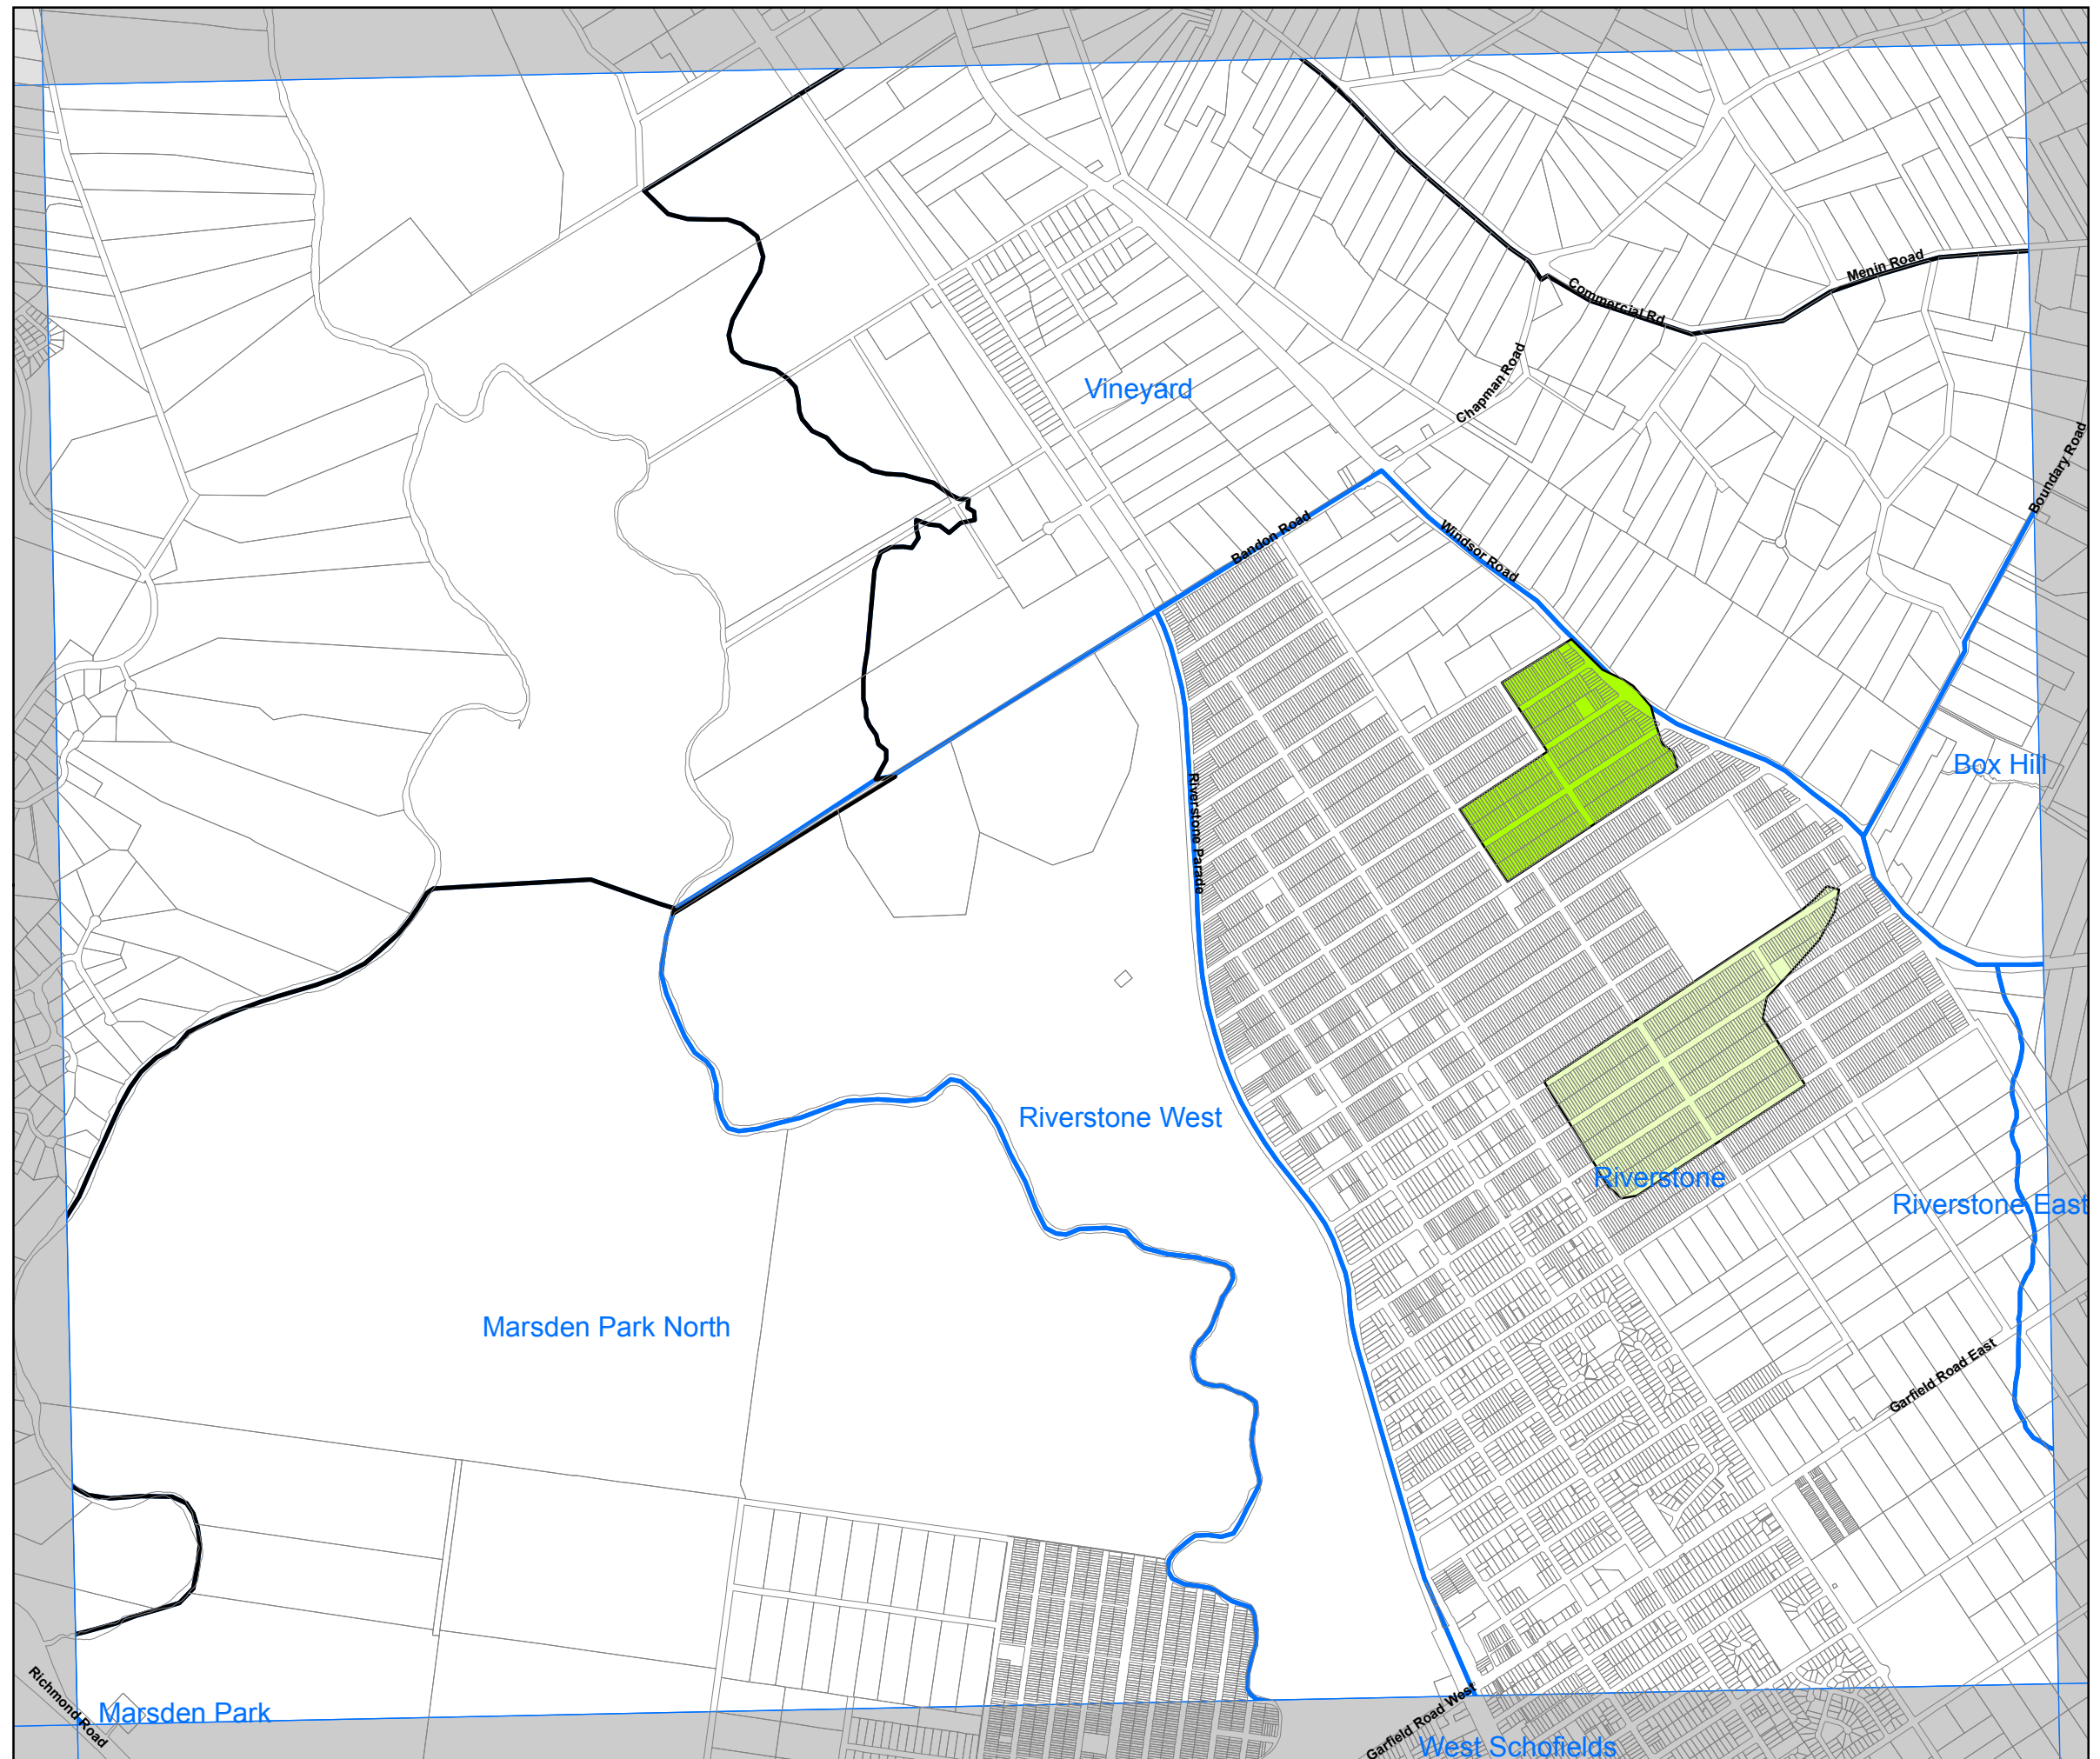 Menin Road
Commercial Rd
Chapman Road
Vineyard
Boundary Road
Bandon Road
Windsor Road
Box Hill
Riverstone Parade
Riverstone West
Riverstone
Riverstone East
Marsden Park North
Garfield Road East
Richmond Road
Marsden Park
Garfield Road West
West Schofields